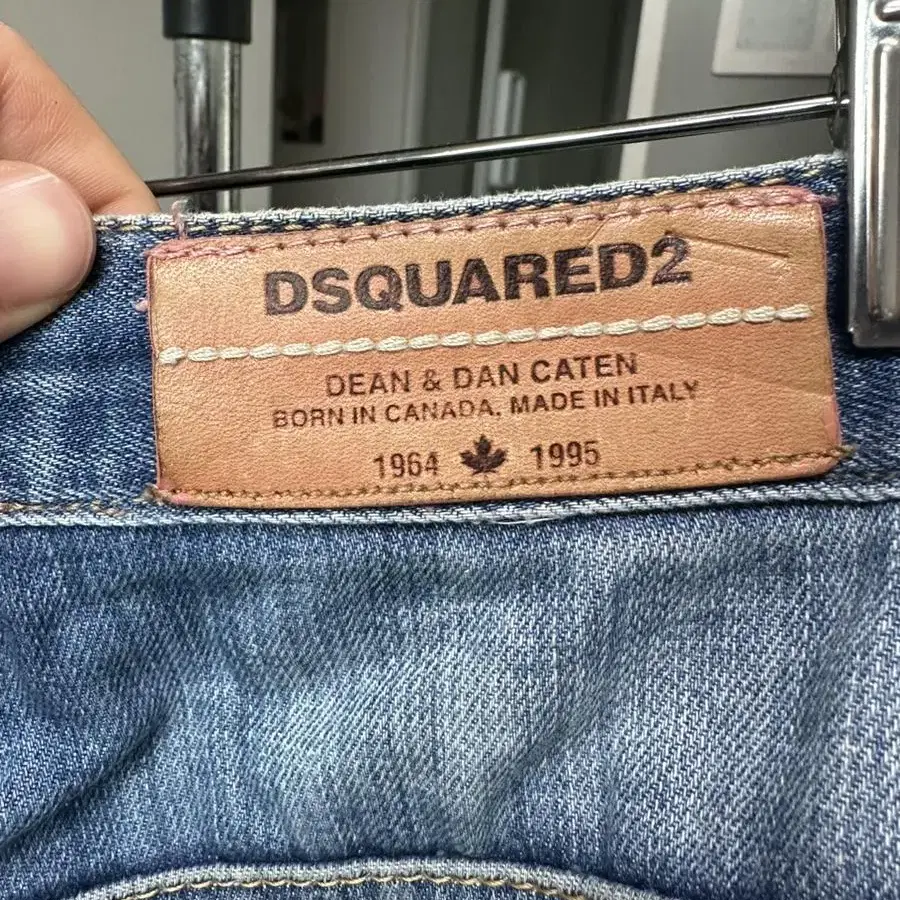 DSQUARED2
DEAN & DAN CATEN
BORN IN CANADA, MADE IN ITALY
1964 1995